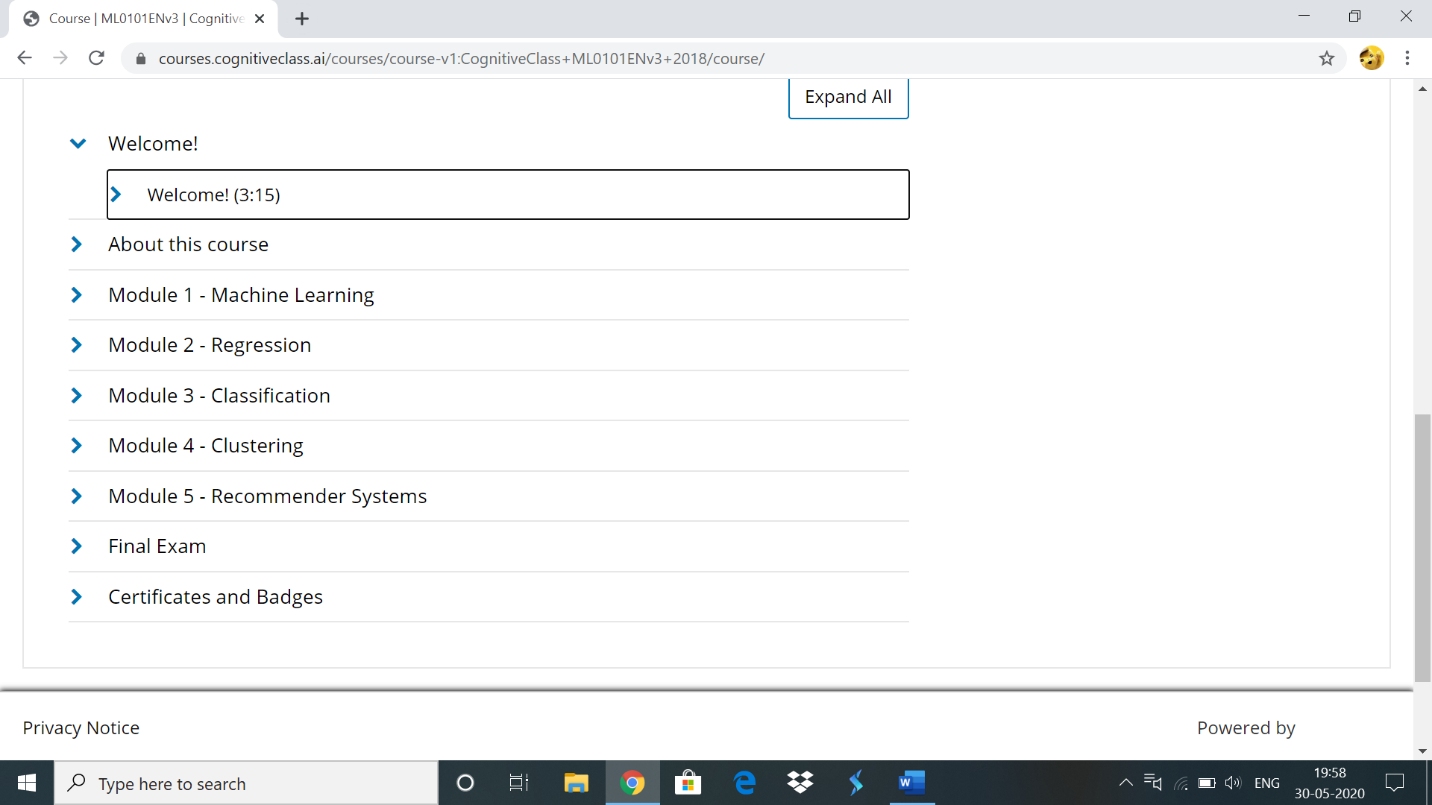 Course | ML0101ENv3 | Cognitive
courses.cognitiveclass.ai/courses/course-v1:CognitiveClass+ML0101ENv3+2018/course/
Expand All
Welcome!
Welcome! (3:15)
About this course
Module 1 - Machine Learning
Module 2 - Regression
Module 3 - Classification
Module 4 - Clustering
Module 5 - Recommender Systems
Final Exam
Certificates and Badges
Privacy Notice
Powered by
Type here to search
W
ENG
19:58
30-05-2020